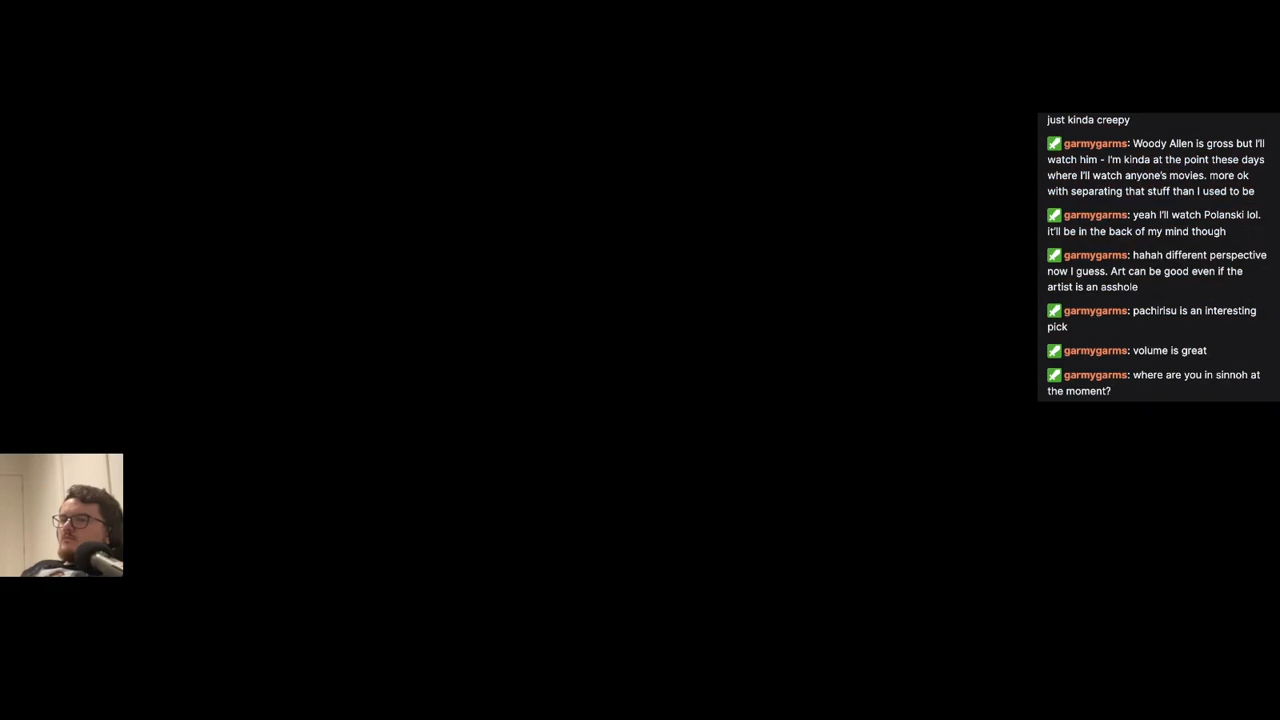 just kinda creepy
garmygarms: Woody Allen is gross but I'll
watch him - I'm kinda at the point these days
where I'll watch anyone's movies. more ok
with separating that stuff than I used to be
garmygarms: yeah I'll watch Polanski lol.
it'll be in the back of my mind though
garmygarms: hahah different perspective
now I guess. Art can be good even if the
artist is an asshole
garmygarms: pachirisu is an interesting
pick
garmygarms: volume is great
garmygarms: where are you in sinnoh at
the moment?